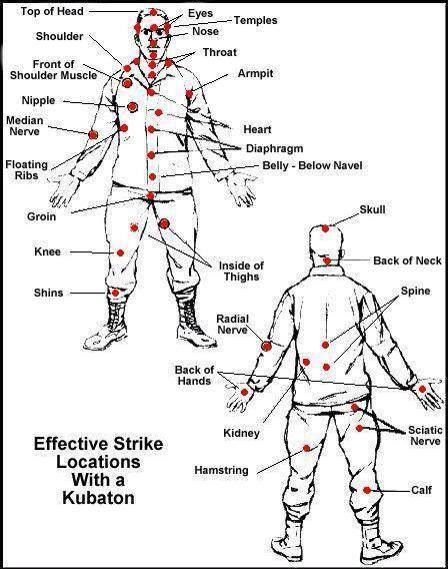 Top of Head
Eyes
Temples
Nose
Shoulder
Throat
Front of
Shoulder Muscle
Armpit
Nipple
Median
Nerve
Heart
Diaphragm
Floating
Ribs
Belly - Below Navel
Groin
Skull
Knee
Back of Neck
Inside of
Thighs
Shins
Spine
Radial
Nerve
Back of
Hands
Kidney
Sciatic
Nerve
Effective Strike
Locations
With a
Kubaton
Hamstring
Calf